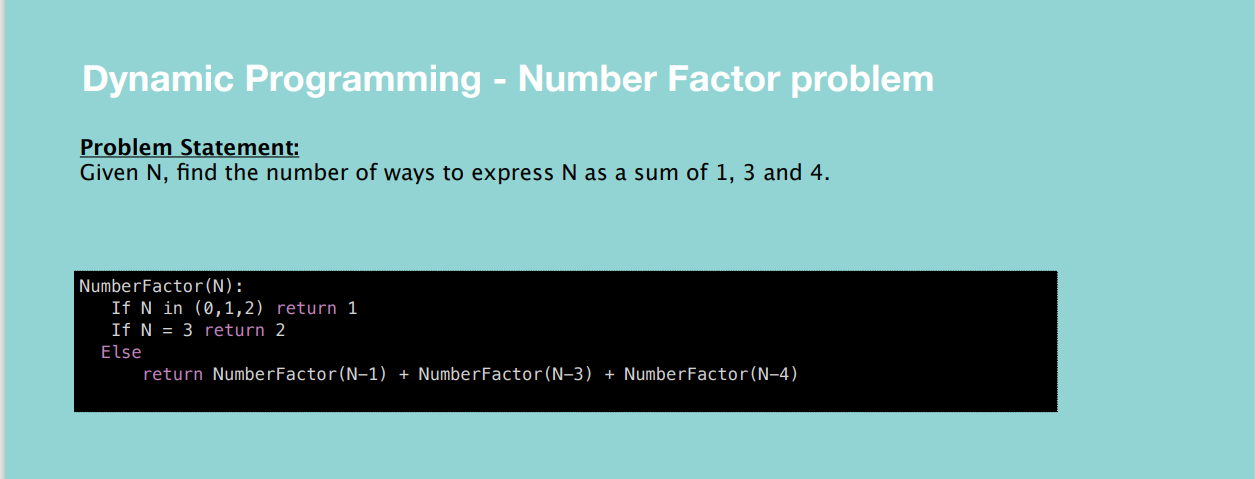 Dynamic Programming - Number Factor problem
Problem Statement:
Given N, find the number of ways to express N as a sum of 1, 3 and 4.
NumberFactor(N):
If N in (0,1,2) return 1
If N = 3 return 2
Else
return NumberFactor(N−1) + NumberFactor(N−3) + NumberFactor(N−4)